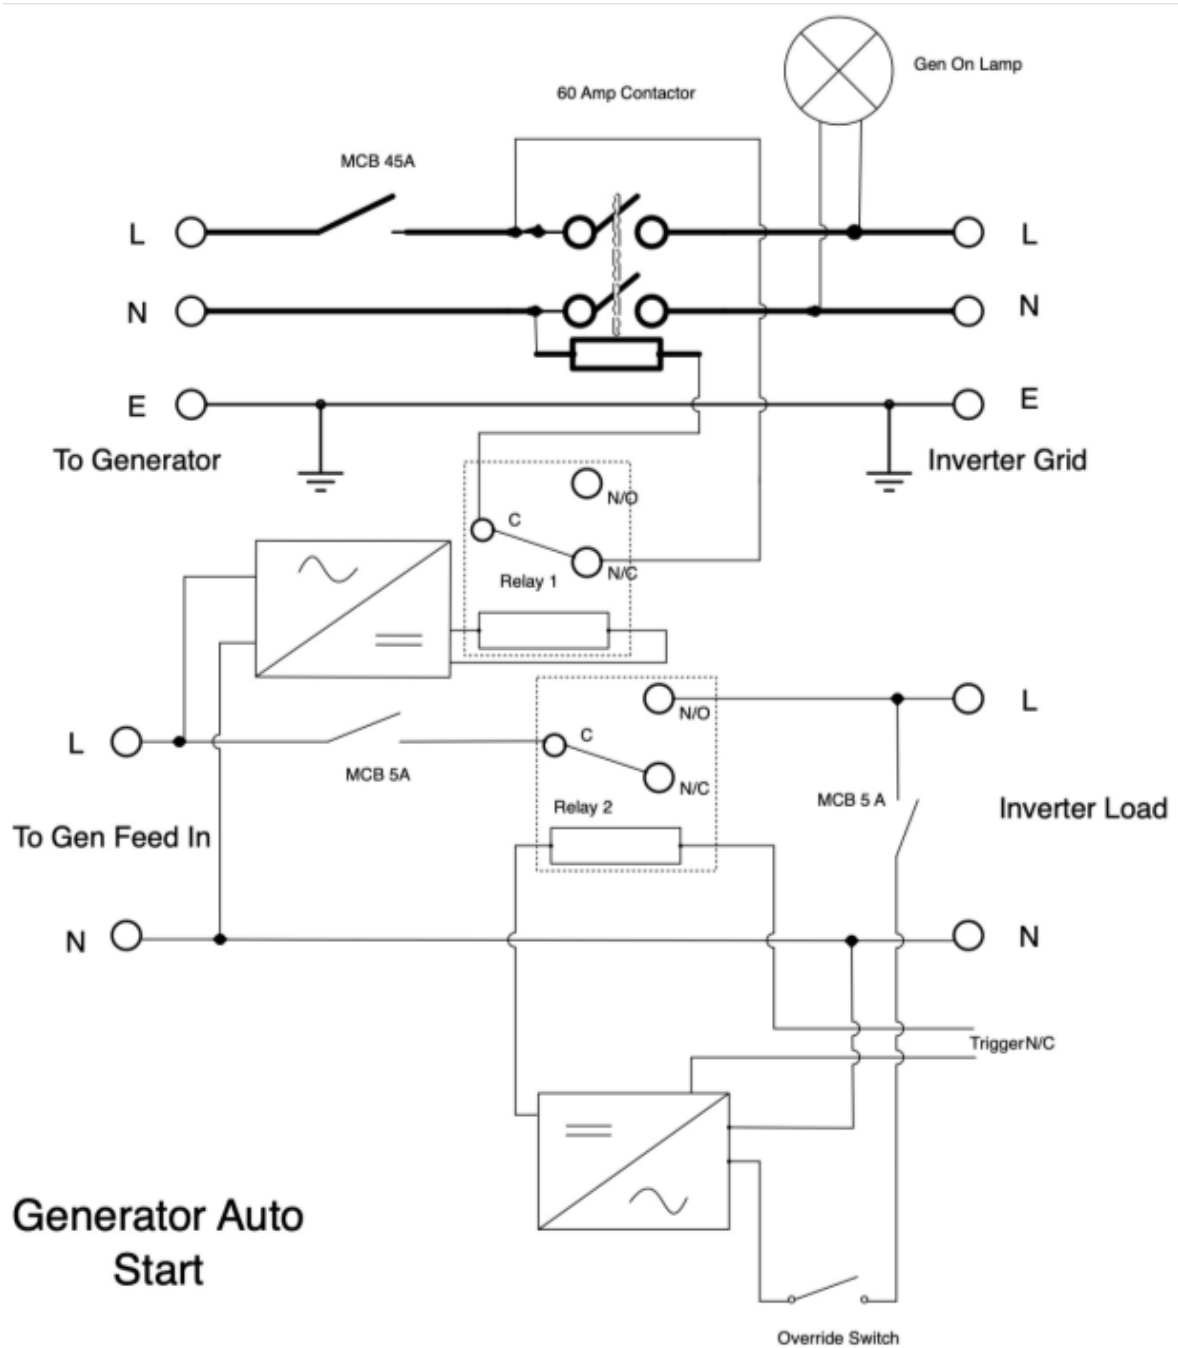 Gen On Lamp
60 Amp Contactor
MCB 45A
L
L
N
N
E
E
To Generator
Inverter Grid
N/O
C
N/C
Relay 1
L
N/O
L
C
MCB 5A
N/C
MCB 5 A
Relay 2
Inverter Load
To Gen Feed In
N
N
TriggerN/C
Generator Auto
Start
Override Switch